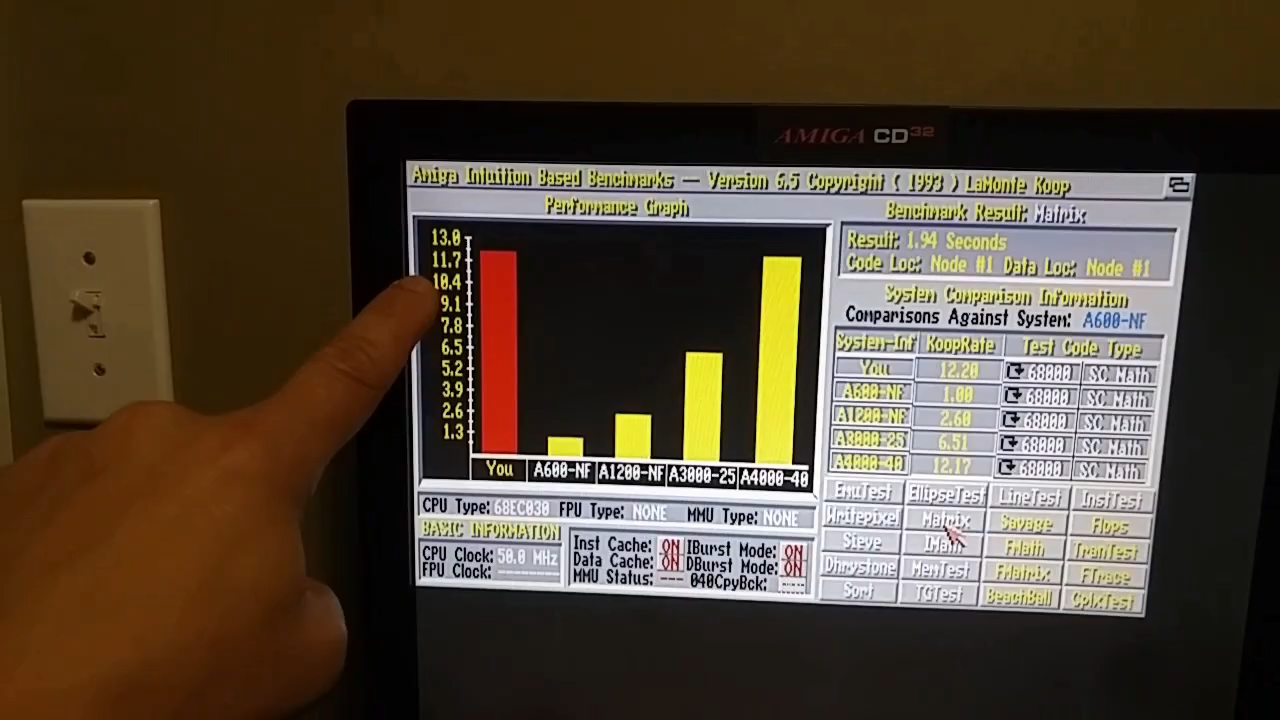 AMIGA CD32
Amiga Intuition Based Benchmarks — Version 6.5 Copyright ( 1993 ) LaMonte Koop
Performance Graph
13.0
11.7
10.4
9.1
7.8
6.5
5.2
3.9
2.6
1.3
You A600-NF A1200-NF A3000-25 A4000-40
CPU Type: 68EC030 FPU Type: NONE MMU Type: NONE
BASIC INFORMATION
CPU Clock: 50.0 MHz
FPU Clock: --------
Inst Cache: ON IBurst Mode: ON
Data Cache: ON DBurst Mode: ON
MMU Status: --- 040CpyBck: ---
Benchmark Result: Matrix
Result: 1.94 Seconds
Code Loc: Node #1 Data Loc: Node #1
System Comparison Information
Comparisons Against System: A600-NF
System-Inf KoopRate Test Code Type
You 12.20 68000 SC Math
A600-NF 1.00 68000 SC Math
A1200-NF 2.60 68000 SC Math
A3000-25 6.51 68000 SC Math
A4000-40 12.17 68000 SC Math
EmuTest EllipseTest LineTest InstTest
Writepixel Matrix Savage Flops
Sieve IMath FMath TranTest
Dhrystone MemTest FMatrix FTrace
Sort TGTest BeachBall CplxTest